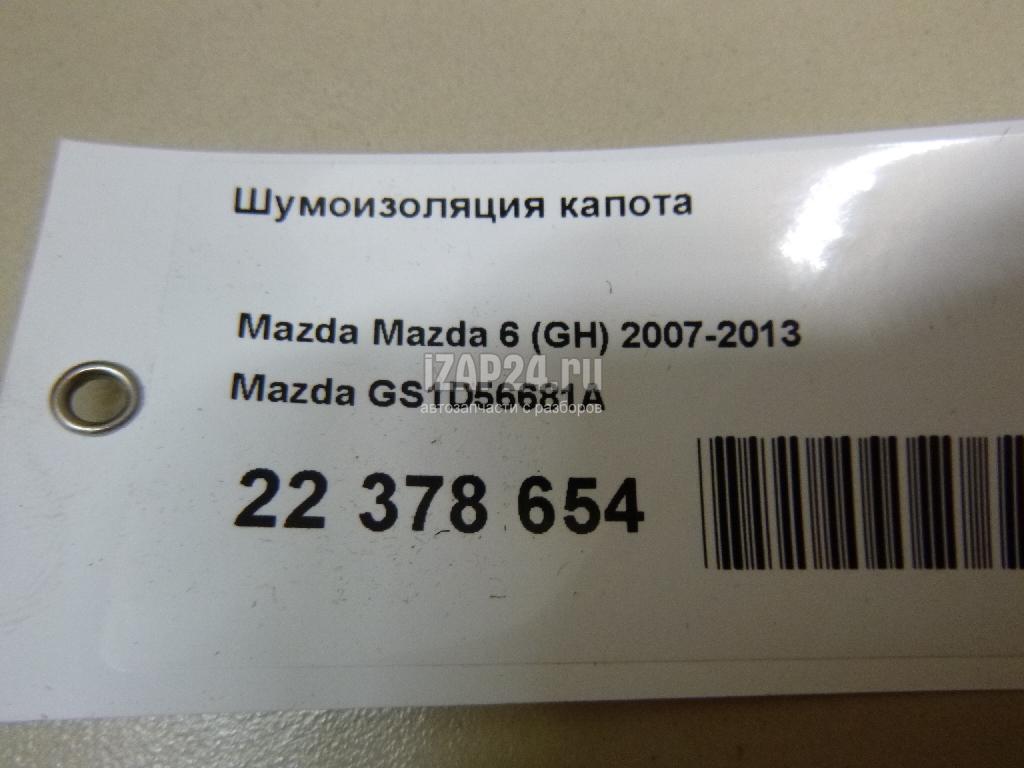 Шумоизоляция капота
Mazda Mazda 6 (GH) 2007-2013
iZAP24.ru
Mazda GS1D56681A
автозапчасти с разборов
22 378 654